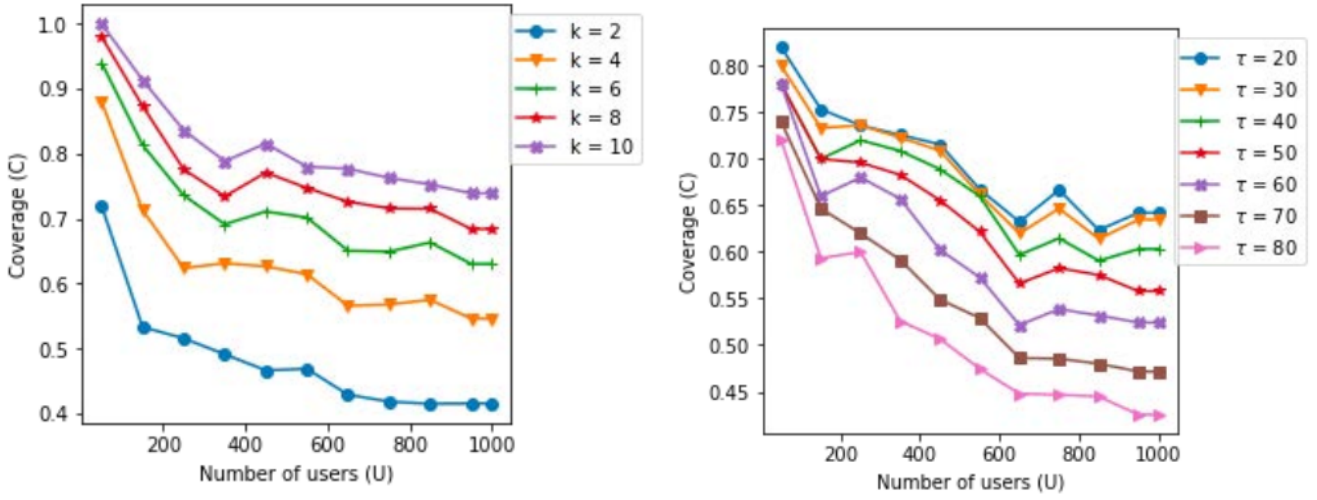 1.0
0.9
0.8
0.7
0.6
0.5
0.4
Coverage (C)
200 400 600 800 1000
Number of users (U)
k = 2
k = 4
k = 6
k = 8
k = 10
0.80
0.75
0.70
0.65
0.60
0.55
0.50
0.45
Coverage (C)
200 400 600 800 1000
Number of users (U)
τ = 20
τ = 30
τ = 40
τ = 50
τ = 60
τ = 70
τ = 80